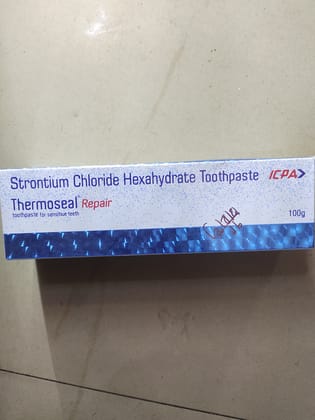 Strontium Chloride Hexahydrate Toothpaste ICPA
Thermoseal® Repair
toothpaste for sensitive teeth
100g